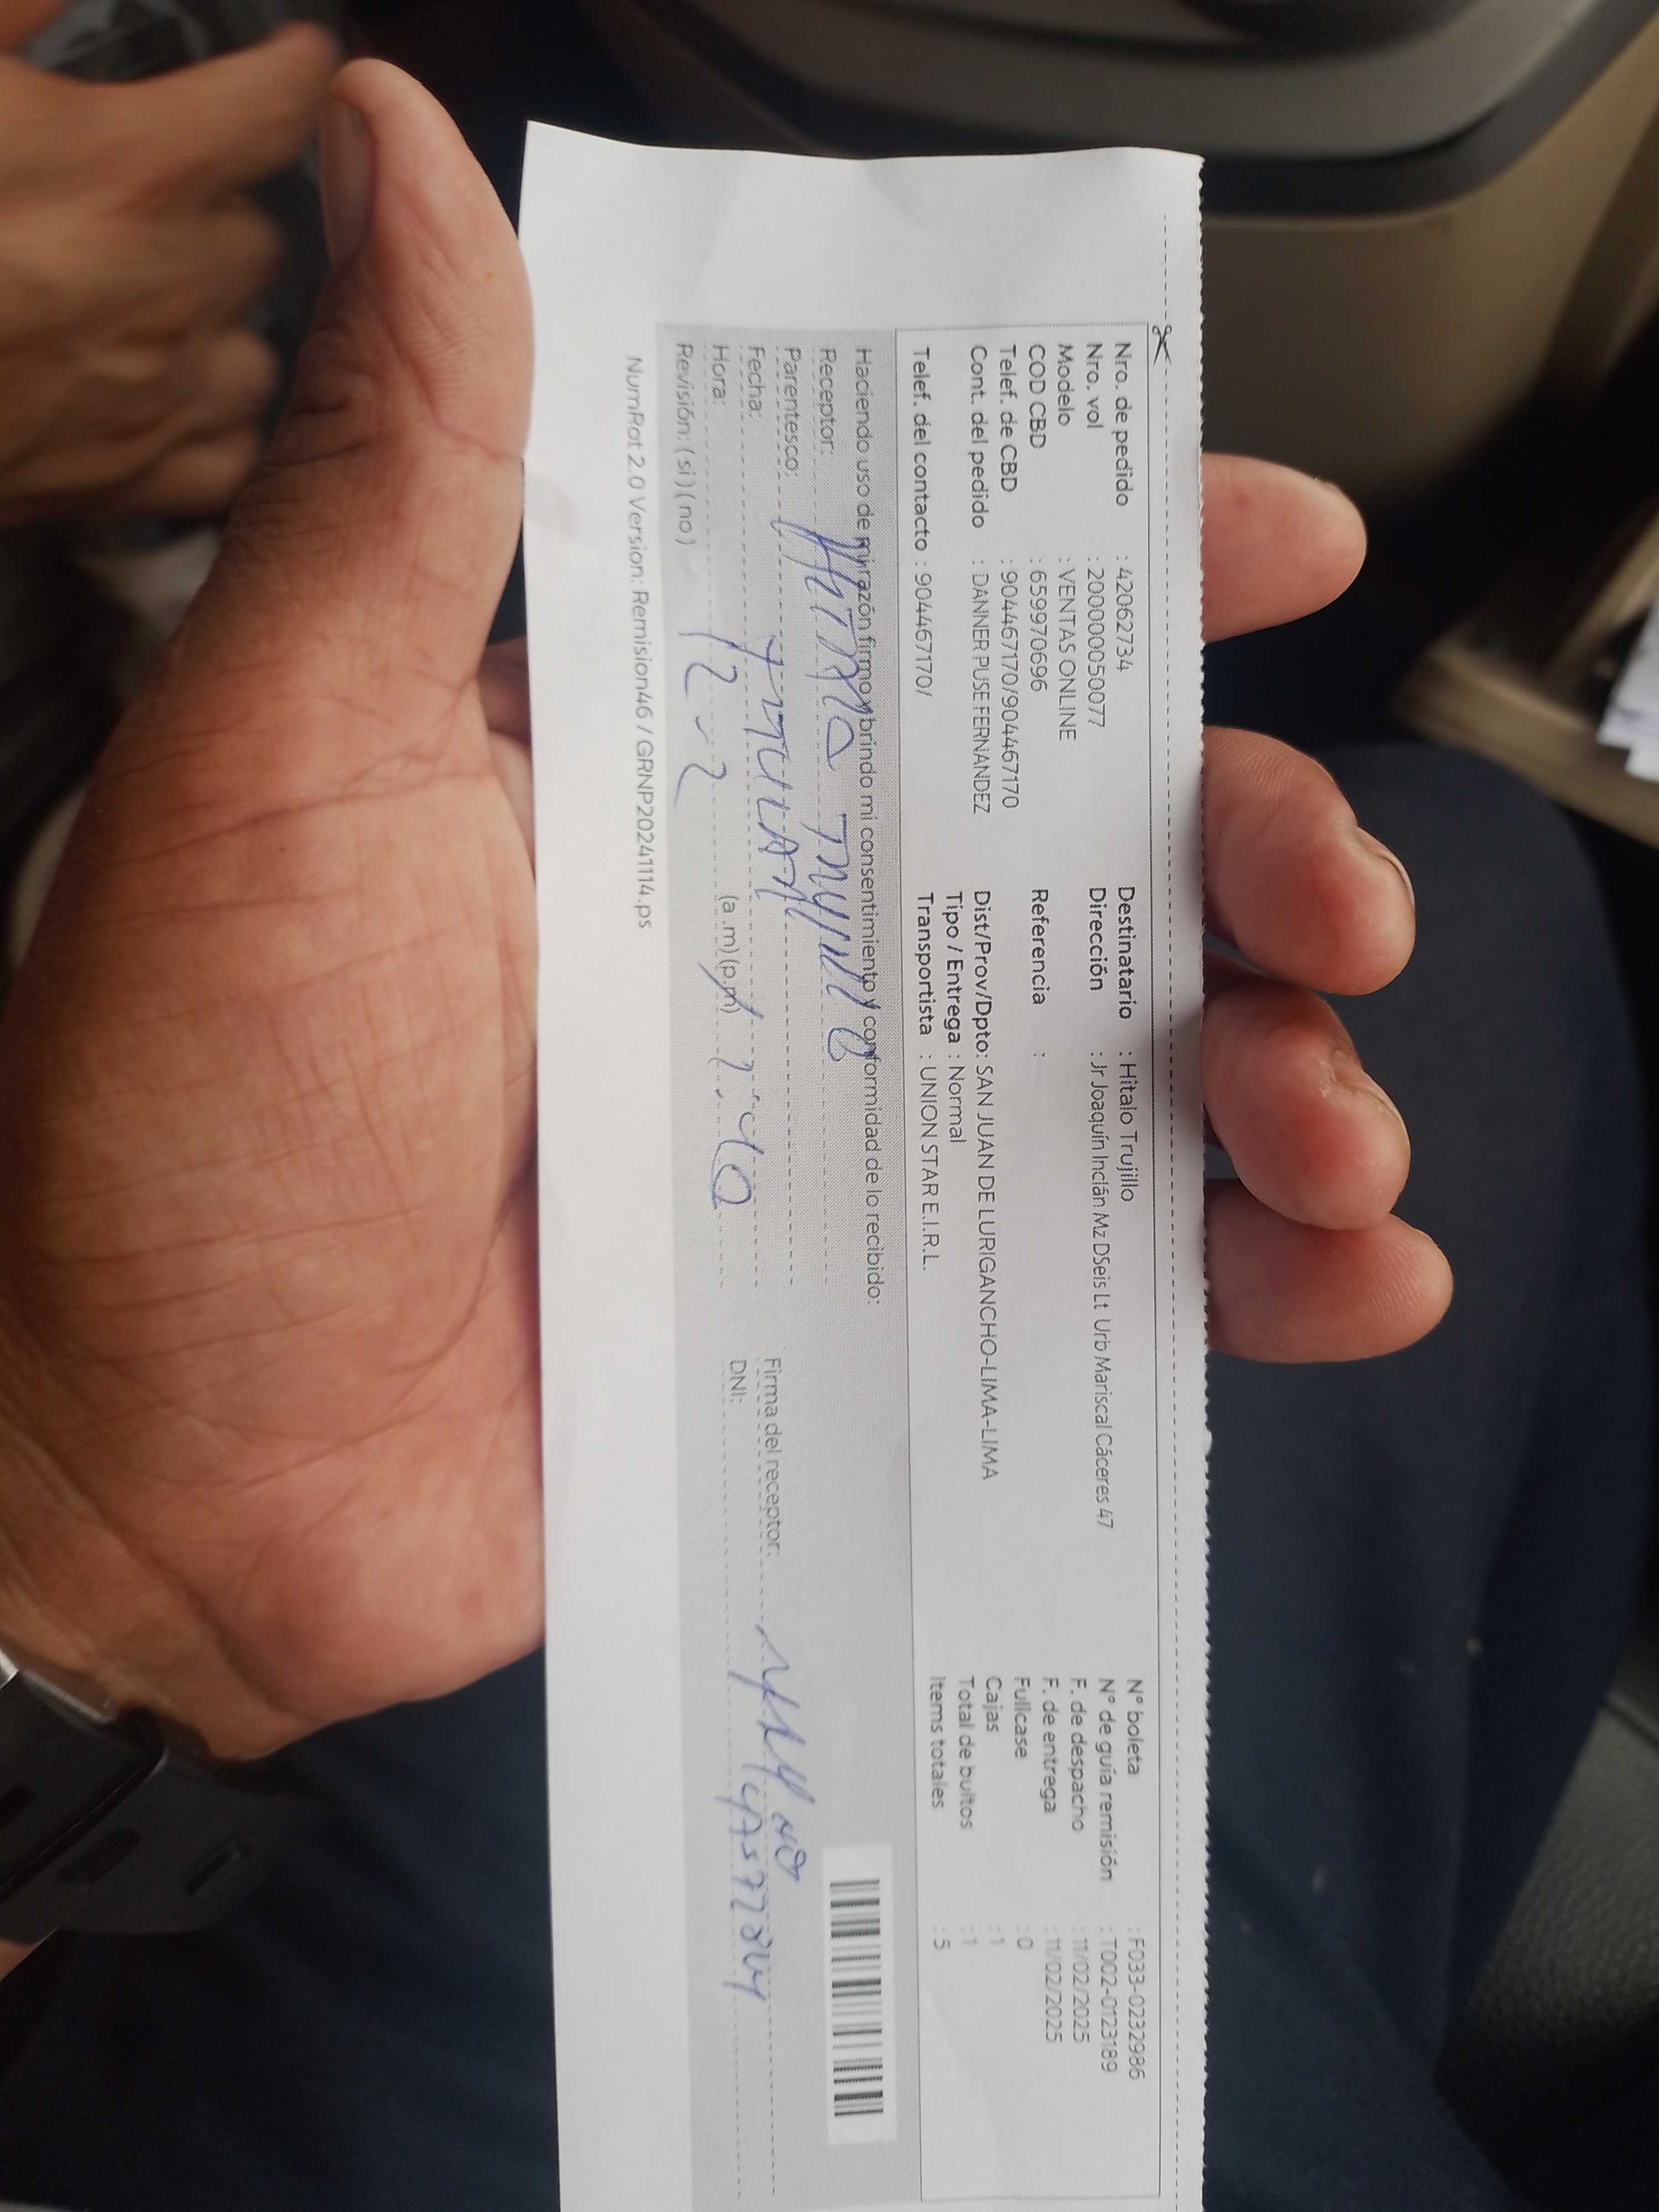 Nro. de pedido : 42062734
Nro. vol : 20000050077
Modelo : VENTAS ONLINE
COD CBD : 659970696
Telef. de CBD : 904467170/904467170
Cont. del pedido : DANNER PUSE FERNANDEZ
Telef. del contacto : 904467170/
Destinatario : Hitalo Trujillo
Dirección : Jr Joaquín Inclán Mz DSeis Lt Urb Mariscal Cáceres 47
Referencia :
Dist/Prov/Dpto: SAN JUAN DE LURIGANCHO-LIMA-LIMA
Tipo / Entrega : Normal
Transportista : UNION STAR E.I.R.L.
N° boleta : F033-0232986
N° de guía remisión : T002-0123189
F. de despacho : 11/02/2025
F. de entrega : 11/02/2025
Fullcase : 0
Cajas : 1
Total de bultos : 1
Items totales : 5
Haciendo uso de mi razón firmo y brindo mi consentimiento y conformidad de lo recibido:
Receptor:
Parentesco:
Fecha: 12-2
Hora: (a.m) (p.m) 1:40
Revisión: (si) (no)
Firma del receptor:
DNI:
NumRot 2.0 Version: Remision46 / GRNP20241114.ps